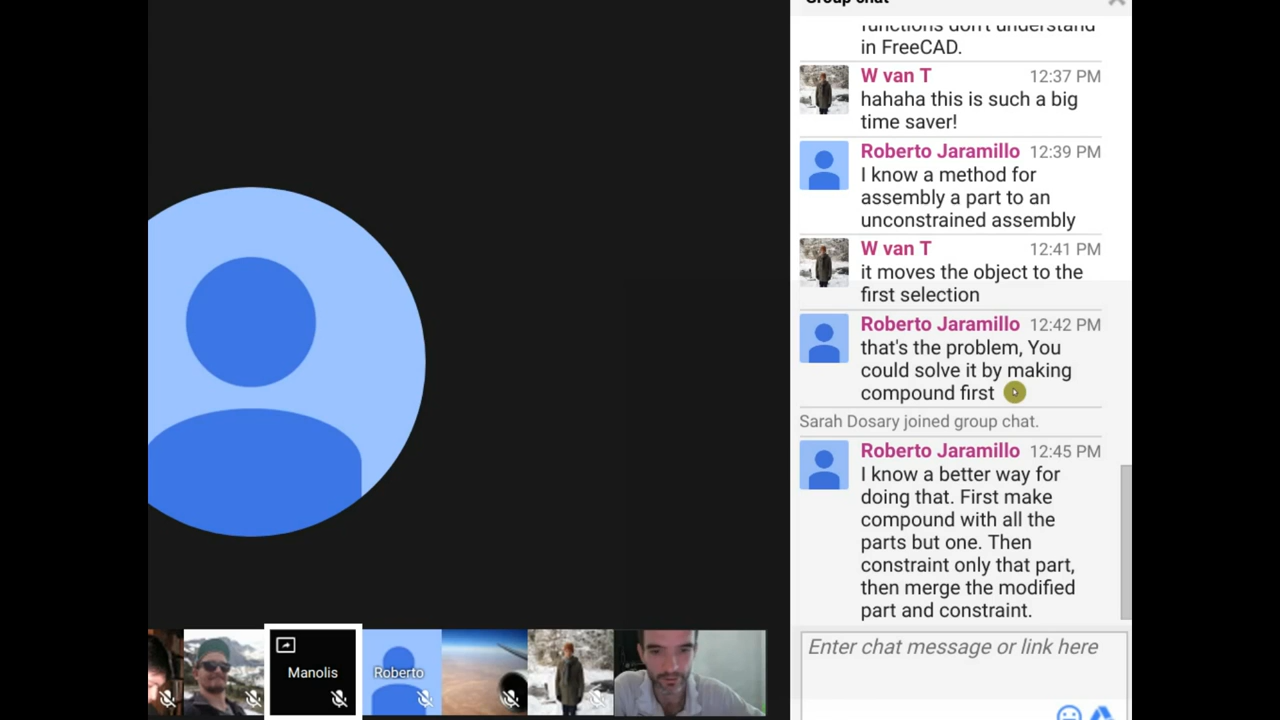 Group chat
functions don't understand
in FreeCAD.
W van T 12:37 PM
hahaha this is such a big
time saver!
Roberto Jaramillo 12:39 PM
I know a method for
assembly a part to an
unconstrained assembly
W van T 12:41 PM
it moves the object to the
first selection
Roberto Jaramillo 12:42 PM
that's the problem, You
could solve it by making
compound first
Sarah Dosary joined group chat.
Roberto Jaramillo 12:45 PM
I know a better way for
doing that. First make
compound with all the
parts but one. Then
constraint only that part,
then merge the modified
part and constraint.
Enter chat message or link here
Manolis
Roberto